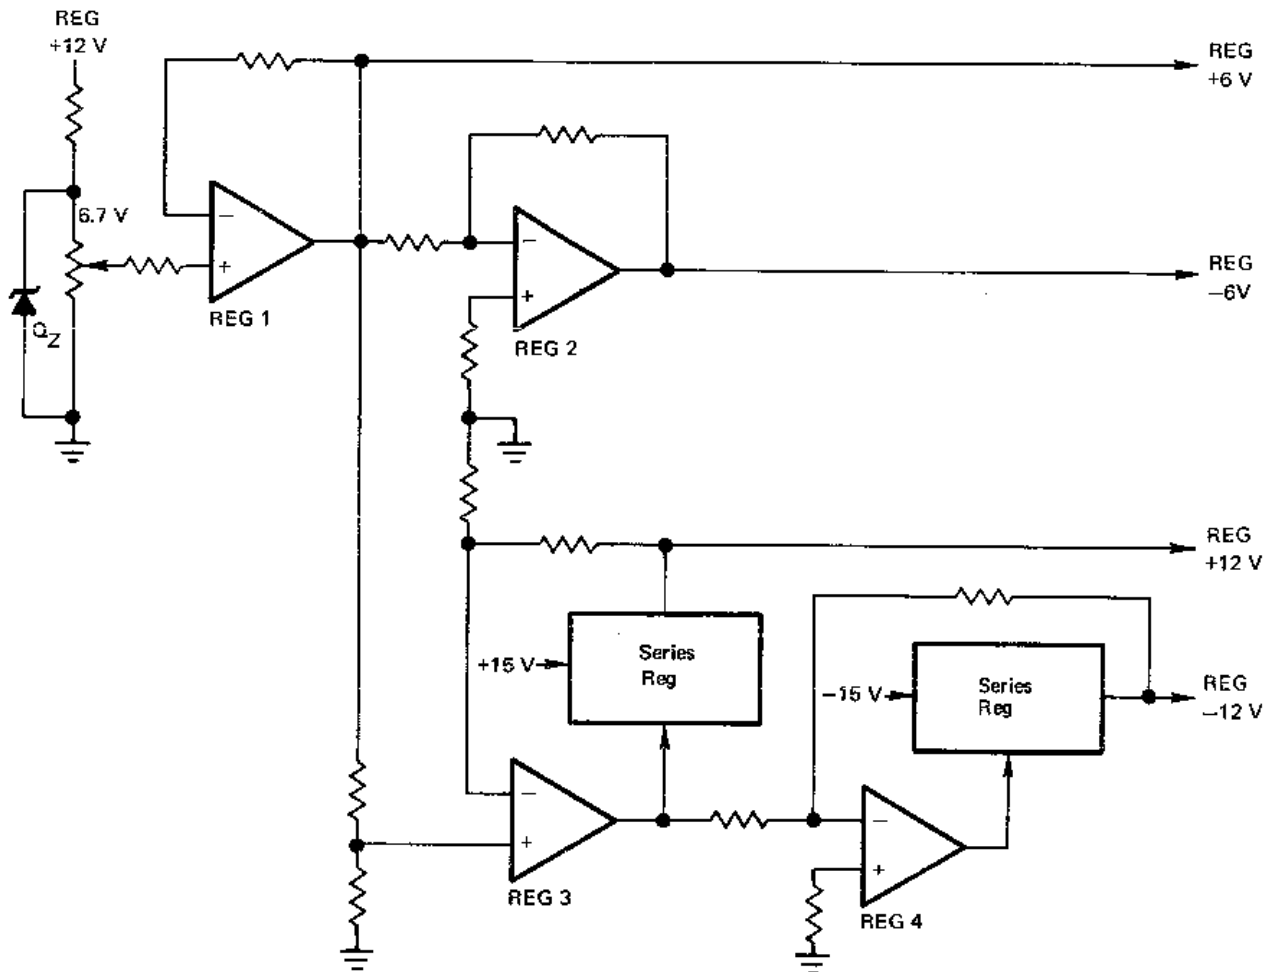 REG
+12 V
REG
+6 V
6.7 V
−
+
REG 1
QZ
−
+
REG 2
REG
−6V
REG
+12 V
+15 V
Series
Reg
−15 V
Series
Reg
REG
−12 V
−
+
REG 3
−
+
REG 4